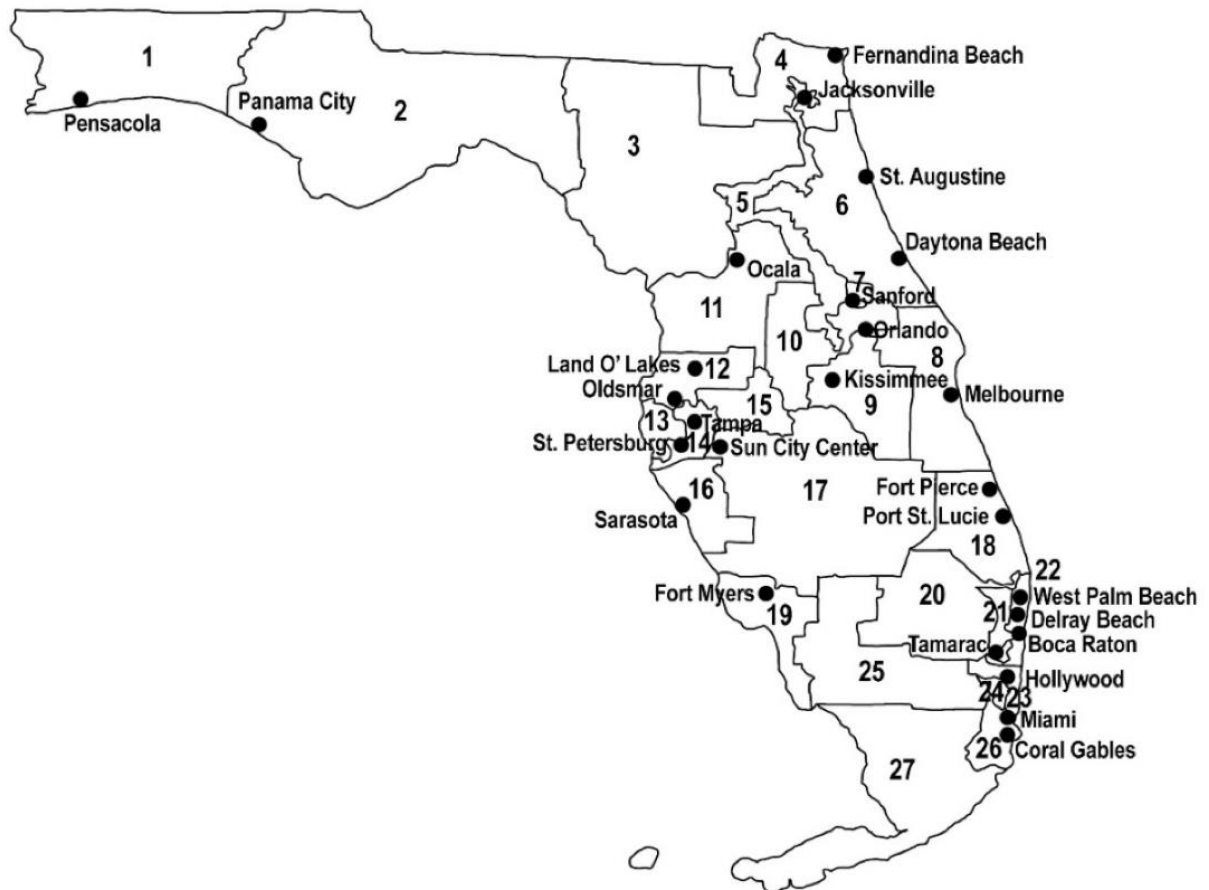 1
4
Fernandina Beach
Jacksonville
Panama City
2
Pensacola
3
St. Augustine
5
6
Daytona Beach
Ocala
7
Sanford
11
Orlando
10
8
Land O' Lakes
12
Kissimmee
Oldsmar
15
9
Melbourne
13
Tampa
St. Petersburg
14
Sun City Center
16
17
Fort Pierce
Sarasota
Port St. Lucie
18
22
Fort Myers
20
West Palm Beach
19
21
Delray Beach
Tamarac
Boca Raton
25
Hollywood
24
23
Miami
26
Coral Gables
27